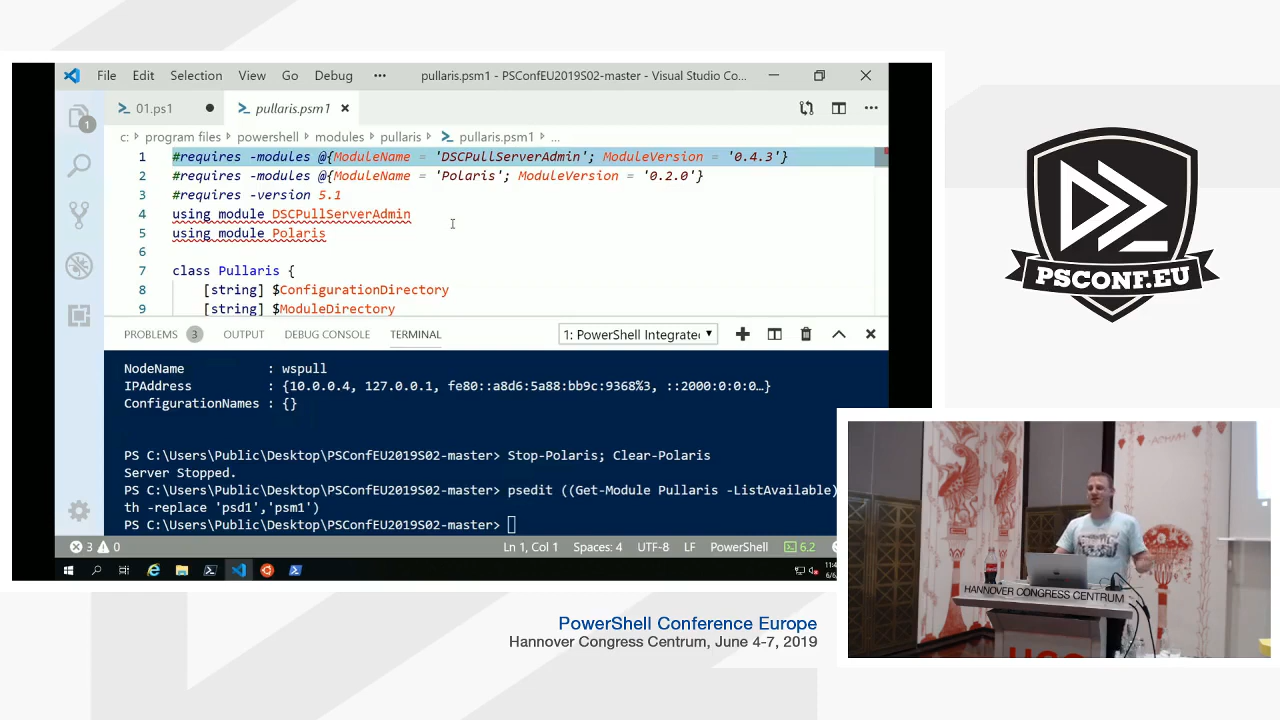 File Edit Selection View Go Debug ••• pullaris.psm1 - PSConfEU2019S02-master - Visual Studio Co...
01.ps1 pullaris.psm1
c: program files powershell modules pullaris pullaris.psm1 ...
1 #requires -modules @{ModuleName = 'DSCPullServerAdmin'; ModuleVersion = '0.4.3'}
2 #requires -modules @{ModuleName = 'Polaris'; ModuleVersion = '0.2.0'}
3 #requires -version 5.1
4 using module DSCPullServerAdmin
5 using module Polaris
6
7 class Pullaris {
8 [string] $ConfigurationDirectory
9 [string] $ModuleDirectory
PROBLEMS 3 OUTPUT DEBUG CONSOLE TERMINAL 1: PowerShell Integrate
NodeName : wspull
IPAddress : {10.0.0.4, 127.0.0.1, fe80::a8d6:5a88:bb9c:9368%3, ::2000:0:0:0…}
ConfigurationNames : {}
PS C:\Users\Public\Desktop\PSConfEU2019S02-master> Stop-Polaris; Clear-Polaris
Server Stopped.
PS C:\Users\Public\Desktop\PSConfEU2019S02-master> psedit ((Get-Module Pullaris -ListAvailable)
th -replace 'psd1','psm1')
PS C:\Users\Public\Desktop\PSConfEU2019S02-master>
3 0 Ln 1, Col 1 Spaces: 4 UTF-8 LF PowerShell 6.2
PSCONF.EU
HANNOVER CONGRESS CENTRUM
PowerShell Conference Europe
Hannover Congress Centrum, June 4-7, 2019